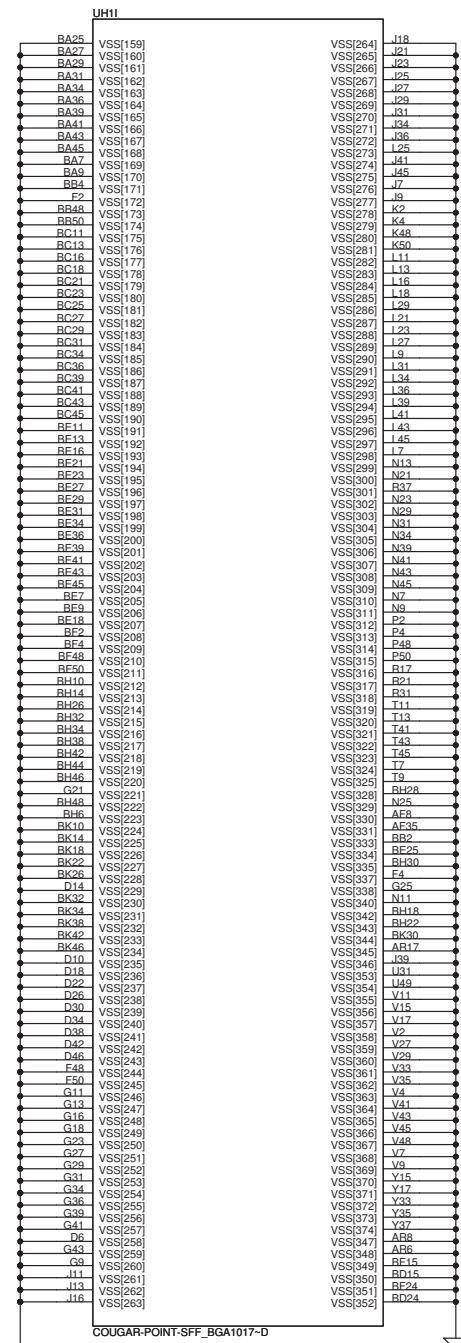 UH1I
BA25 VSS[159]
BA27 VSS[160]
BA29 VSS[161]
BA31 VSS[162]
BA34 VSS[163]
BA36 VSS[164]
BA39 VSS[165]
BA41 VSS[166]
BA43 VSS[167]
BA45 VSS[168]
BA7 VSS[169]
BA9 VSS[170]
BB4 VSS[171]
F2 VSS[172]
BB48 VSS[173]
BB50 VSS[174]
BC11 VSS[175]
BC13 VSS[176]
BC16 VSS[177]
BC18 VSS[178]
BC21 VSS[179]
BC23 VSS[180]
BC25 VSS[181]
BC27 VSS[182]
BC29 VSS[183]
BC31 VSS[184]
BC34 VSS[185]
BC36 VSS[186]
BC39 VSS[187]
BC41 VSS[188]
BC43 VSS[189]
BC45 VSS[190]
BE11 VSS[191]
BE13 VSS[192]
BE16 VSS[193]
BE21 VSS[194]
BE23 VSS[195]
BE27 VSS[196]
BE29 VSS[197]
BE31 VSS[198]
BE34 VSS[199]
BE36 VSS[200]
BE39 VSS[201]
BE41 VSS[202]
BE43 VSS[203]
BE45 VSS[204]
BE7 VSS[205]
BE9 VSS[206]
BE18 VSS[207]
BF2 VSS[208]
BF4 VSS[209]
BF48 VSS[210]
BF50 VSS[211]
BH10 VSS[212]
BH14 VSS[213]
BH26 VSS[214]
BH32 VSS[215]
BH34 VSS[216]
BH38 VSS[217]
BH42 VSS[218]
BH44 VSS[219]
BH46 VSS[220]
G21 VSS[221]
BH48 VSS[222]
BH6 VSS[223]
BK10 VSS[224]
BK14 VSS[225]
BK18 VSS[226]
BK22 VSS[227]
BK26 VSS[228]
D14 VSS[229]
BK32 VSS[230]
BK34 VSS[231]
BK38 VSS[232]
BK42 VSS[233]
BK46 VSS[234]
D10 VSS[235]
D18 VSS[236]
D22 VSS[237]
D26 VSS[238]
D30 VSS[239]
D34 VSS[240]
D38 VSS[241]
D42 VSS[242]
D46 VSS[243]
F48 VSS[244]
F50 VSS[245]
G11 VSS[246]
G13 VSS[247]
G16 VSS[248]
G18 VSS[249]
G23 VSS[250]
G27 VSS[251]
G29 VSS[252]
G31 VSS[253]
G34 VSS[254]
G36 VSS[255]
G39 VSS[256]
G41 VSS[257]
D6 VSS[258]
G43 VSS[259]
G9 VSS[260]
J11 VSS[261]
J13 VSS[262]
J16 VSS[263]
VSS[264] J18
VSS[265] J21
VSS[266] J23
VSS[267] J25
VSS[268] J27
VSS[269] J29
VSS[270] J31
VSS[271] J34
VSS[272] J36
VSS[273] L25
VSS[274] J41
VSS[275] J45
VSS[276] J7
VSS[277] J9
VSS[278] K2
VSS[279] K4
VSS[280] K48
VSS[281] K50
VSS[282] L11
VSS[283] L13
VSS[284] L16
VSS[285] L18
VSS[286] L29
VSS[287] L21
VSS[288] L23
VSS[289] L27
VSS[290] L9
VSS[291] L31
VSS[292] L34
VSS[293] L36
VSS[294] L39
VSS[295] L41
VSS[296] L43
VSS[297] L45
VSS[298] L7
VSS[299] N13
VSS[300] N21
VSS[301] R37
VSS[302] N23
VSS[303] N29
VSS[304] N31
VSS[305] N34
VSS[306] N39
VSS[307] N41
VSS[308] N43
VSS[309] N45
VSS[310] N7
VSS[311] N9
VSS[312] P2
VSS[313] P4
VSS[314] P48
VSS[315] P50
VSS[316] R17
VSS[317] R21
VSS[318] R31
VSS[319] T11
VSS[320] T13
VSS[321] T41
VSS[322] T43
VSS[323] T45
VSS[324] T7
VSS[325] T9
VSS[328] BH28
VSS[329] N25
VSS[330] AF8
VSS[331] AF35
VSS[333] BB2
VSS[334] BE25
VSS[335] BH30
VSS[337] F4
VSS[338] G25
VSS[340] N11
VSS[342] BH18
VSS[343] BH22
VSS[344] BK30
VSS[345] AR17
VSS[346] J39
VSS[353] U31
VSS[354] U49
VSS[355] V11
VSS[356] V15
VSS[357] V17
VSS[358] V2
VSS[359] V27
VSS[360] V29
VSS[361] V33
VSS[362] V35
VSS[363] V4
VSS[364] V41
VSS[365] V43
VSS[366] V45
VSS[367] V48
VSS[368] V7
VSS[369] V9
VSS[370] Y15
VSS[371] Y17
VSS[372] Y33
VSS[373] Y35
VSS[374] Y37
VSS[347] AR8
VSS[348] AR6
VSS[349] BF15
VSS[350] BD15
VSS[351] BF24
VSS[352] BD24
COUGAR-POINT-SFF_BGA1017~D